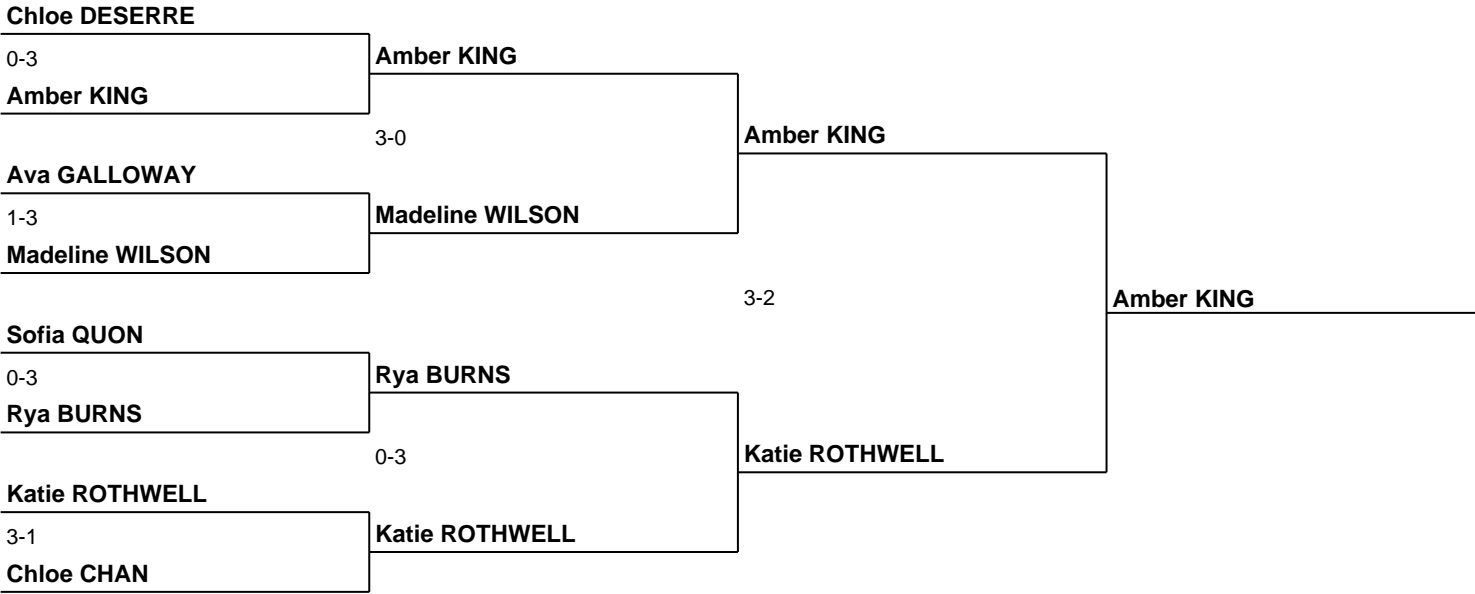 Chloe DESERRE
0-3
Amber KING
Amber KING
3-0
Amber KING
Ava GALLOWAY
1-3
Madeline WILSON
Madeline WILSON
3-2
Amber KING
Sofia QUON
0-3
Rya BURNS
Rya BURNS
0-3
Katie ROTHWELL
Katie ROTHWELL
3-1
Katie ROTHWELL
Chloe CHAN